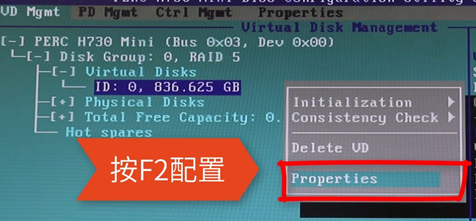 VD Mgmt PD Mgmt Ctrl Mgmt Properties
Virtual Disk Management
[-] PERC H730 Mini (Bus 0x03, Dev 0x00)
[-] Disk Group: 0, RAID 5
[-] Virtual Disks
ID: 0, 836.625 GB
[+] Physical Disks
[+] Total Free Capacity: 0.
Hot spares
Initialization >
Consistency Check >
Delete VD
Properties
按F2配置